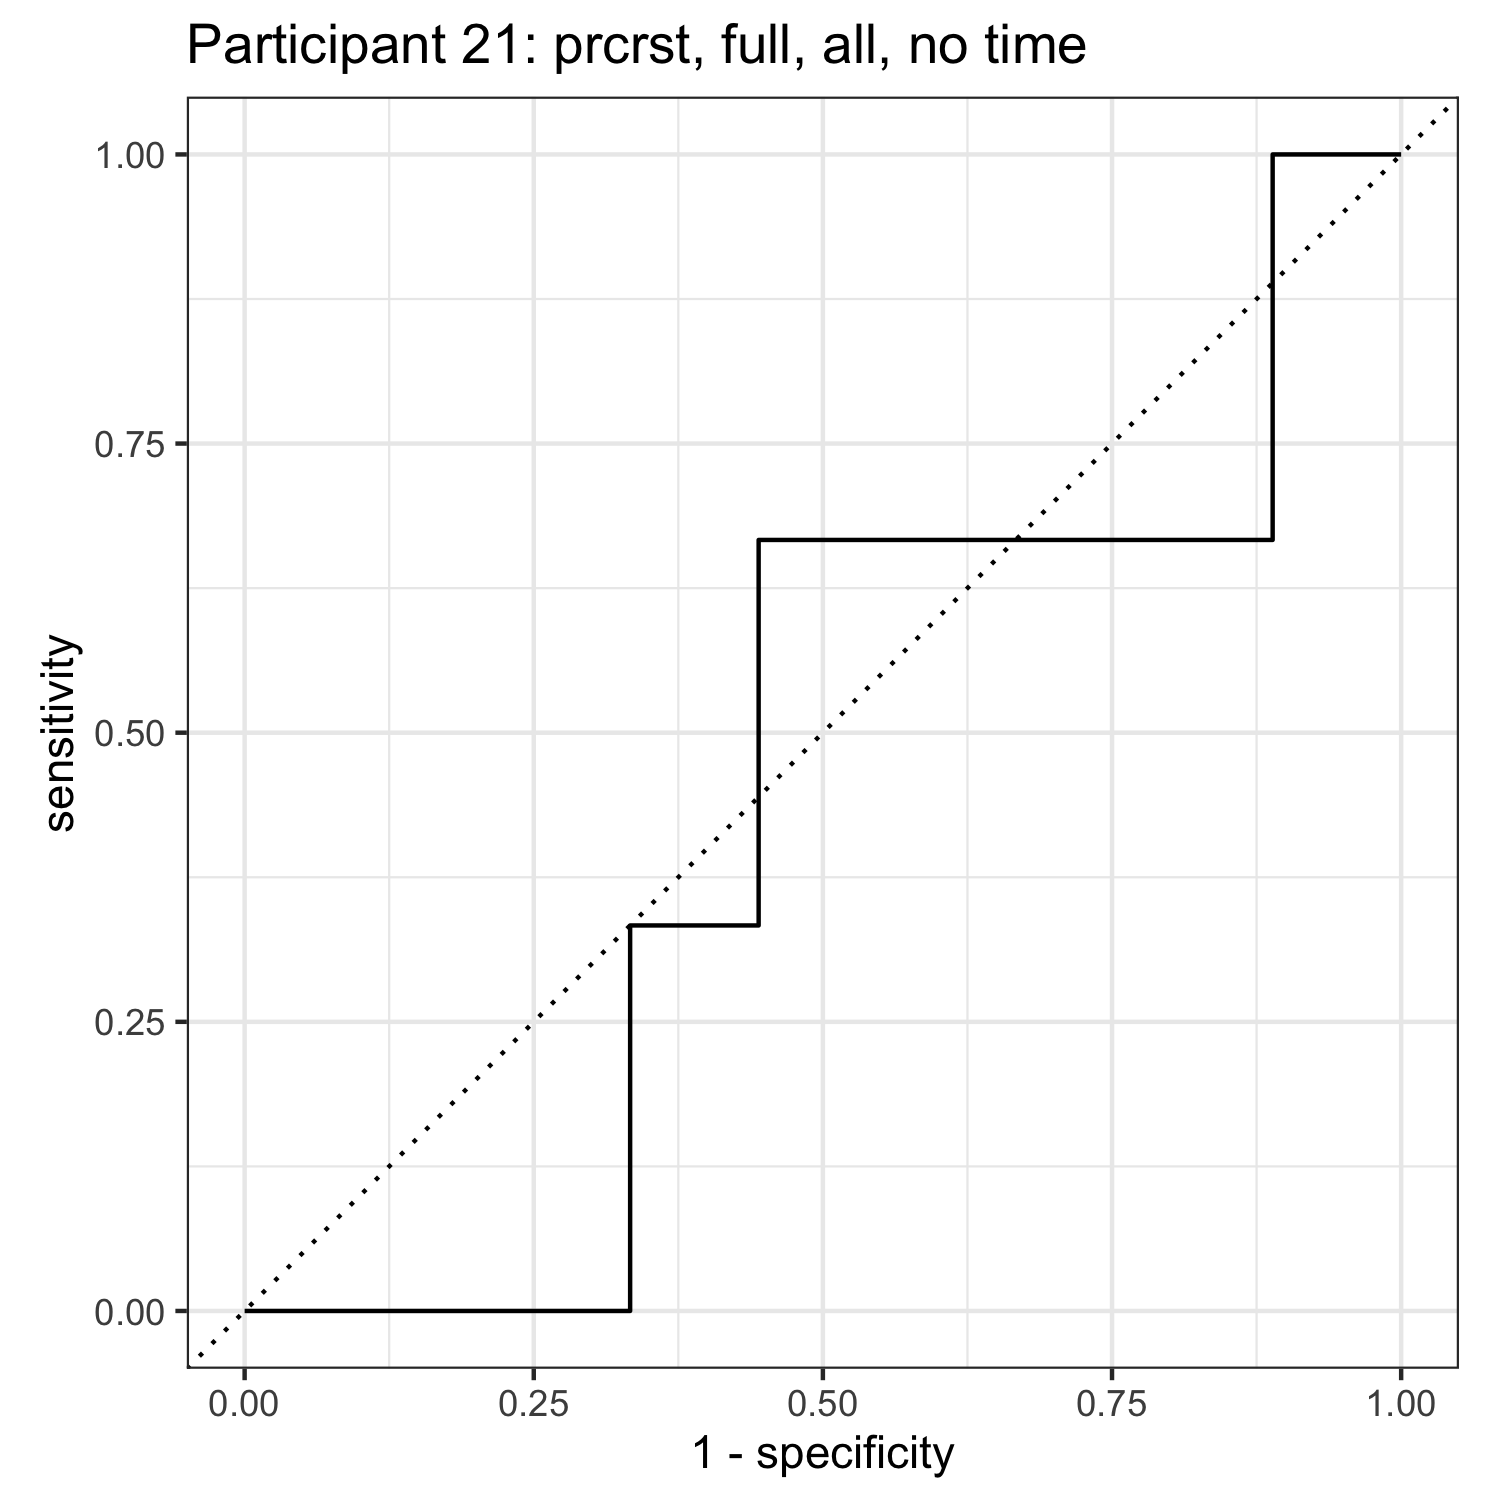 Participant 21: prcrst, full, all, no time
1.00
0.75
0.50
0.25
0.00
sensitivity
0.00 0.25 0.50 0.75 1.00
1 - specificity